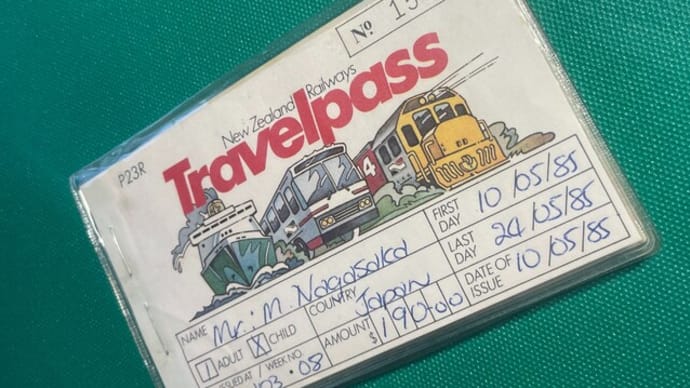 Nº 15
P23R
New Zealand Railways
Travelpass
4
NAME Mr. M. Nagasaka
COUNTRY Japan
1 ADULT X CHILD
AMOUNT $190-00
ISSUED AT / WEEK NO.
03 08
FIRST DAY 10/05/85
LAST DAY 24/05/85
DATE OF ISSUE 10/05/85